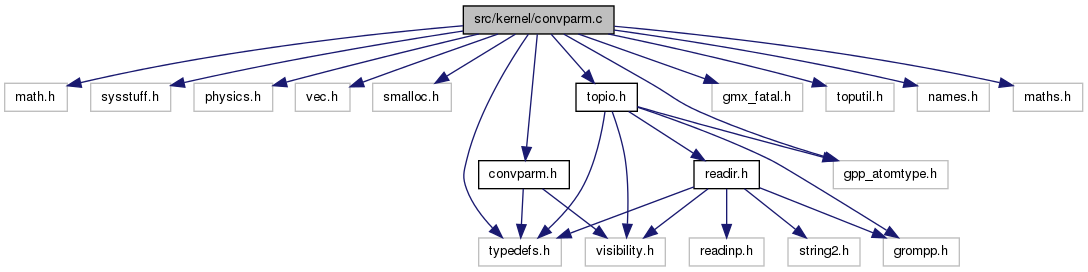 src/kernel/convparm.c
math.h
sysstuff.h
physics.h
vec.h
smalloc.h
topio.h
gmx_fatal.h
toputil.h
names.h
maths.h
convparm.h
readir.h
gpp_atomtype.h
typedefs.h
visibility.h
readinp.h
string2.h
grompp.h